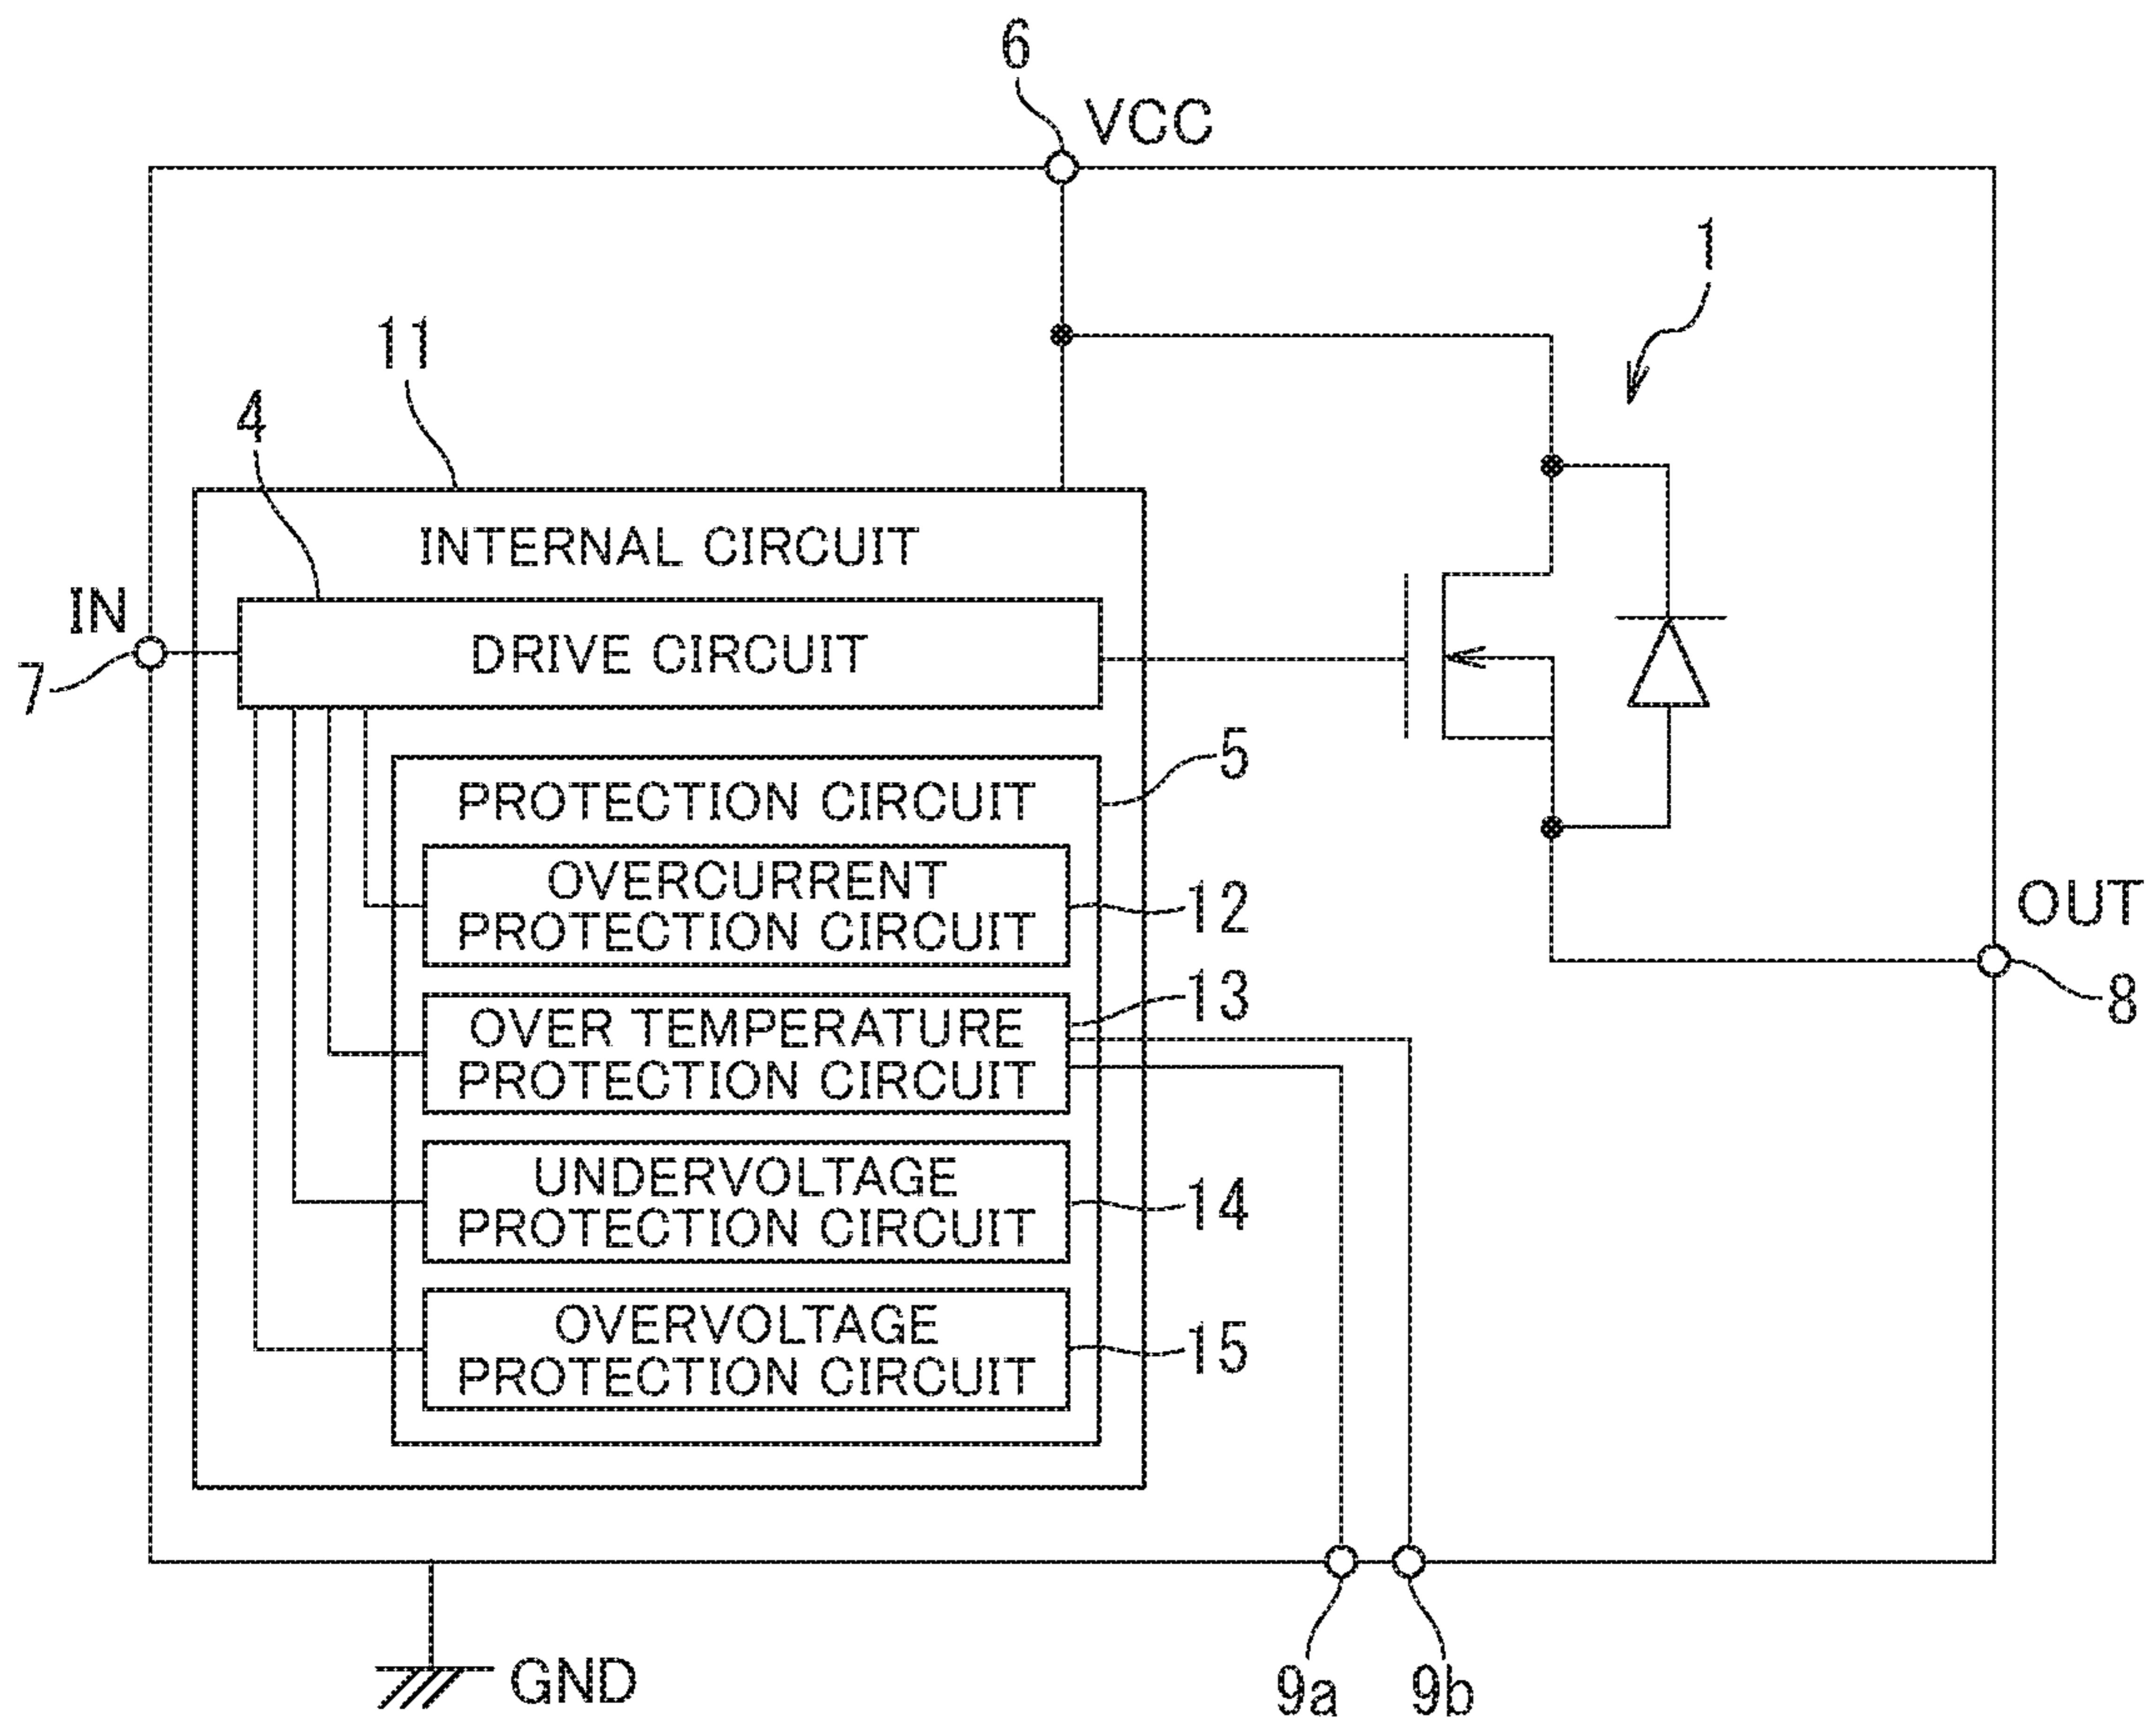 6
VCC
1
11
4
INTERNAL CIRCUIT
IN
DRIVE CIRCUIT
7
5
PROTECTION CIRCUIT
OVERCURRENT
PROTECTION CIRCUIT
12
OUT
13
8
OVER TEMPERATURE
PROTECTION CIRCUIT
UNDERVOLTAGE
PROTECTION CIRCUIT
14
OVERVOLTAGE
PROTECTION CIRCUIT
15
GND
9a
9b